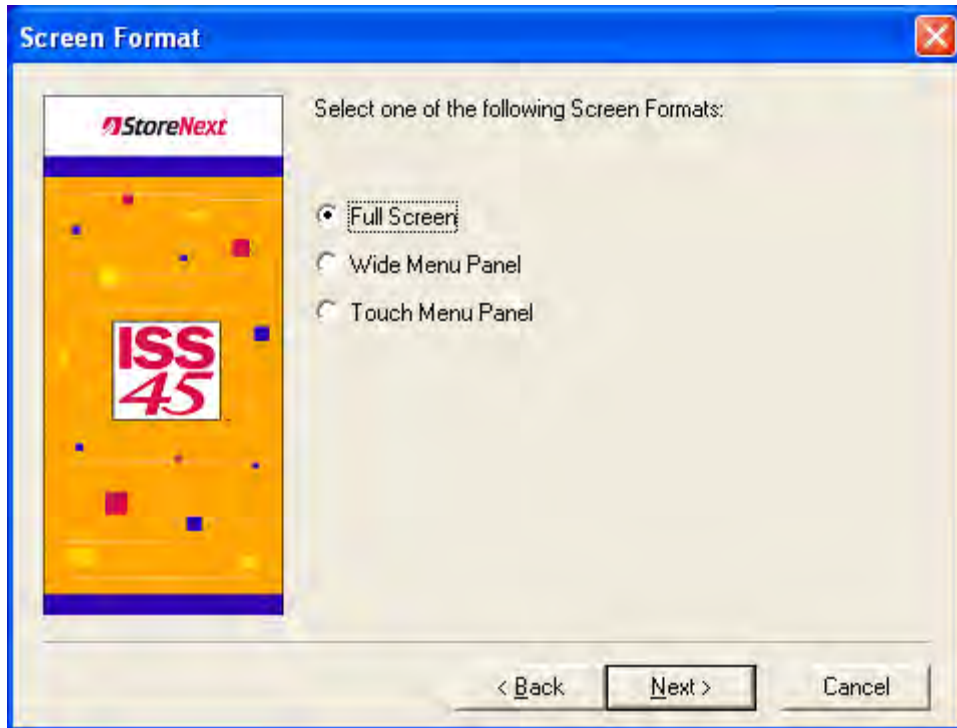 Screen Format
StoreNext
Select one of the following Screen Formats:
Full Screen
Wide Menu Panel
Touch Menu Panel
ISS
45
< Back
Next >
Cancel